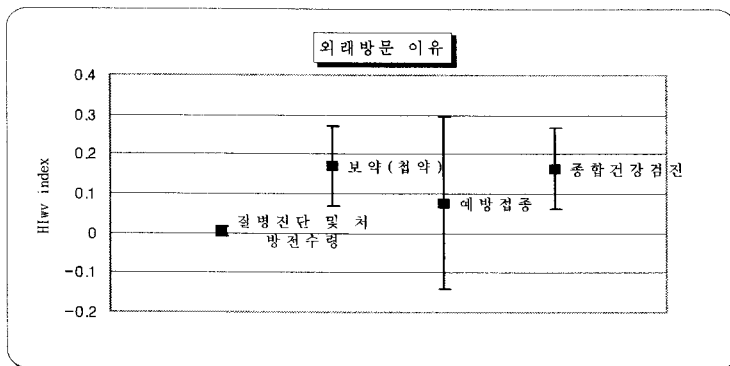 외래방문 이유
HIwv index
0.4
0.3
0.2
0.1
0
-0.1
-0.2
질병진단 및 처
방전수령
보약(첩약)
예방접종
종합건강검진